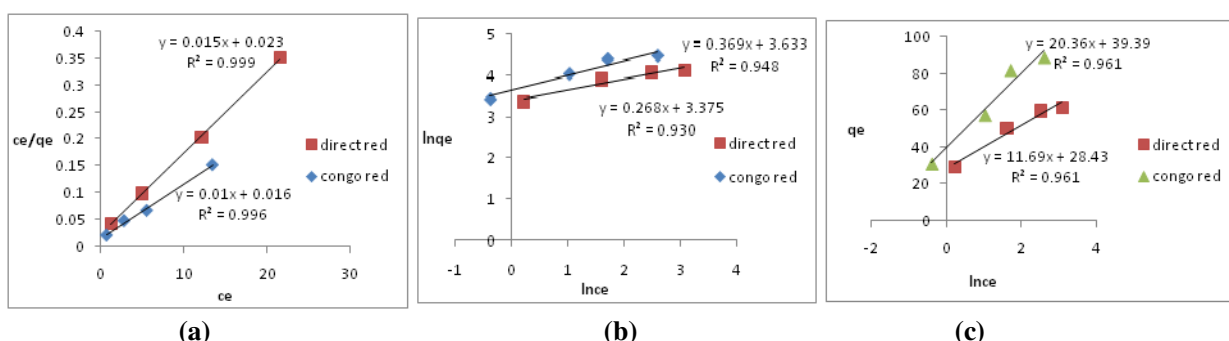 0.4
0.35
0.3
0.25
0.2
0.15
0.1
0.05
0
ce/qe
y = 0.015x + 0.023
R² = 0.999
direct red
congo red
y = 0.01x + 0.016
R² = 0.996
0 10 20 30
ce
(a)
5
4
3
2
1
0
lnqe
y = 0.369x + 3.633
R² = 0.948
y = 0.268x + 3.375
R² = 0.930
direct red
congo red
-1 0 1 2 3 4
lnce
(b)
100
80
60
40
20
0
qe
y = 20.36x + 39.39
R² = 0.961
direct red
congo red
y = 11.69x + 28.43
R² = 0.961
-2 0 2 4
lnce
(c)